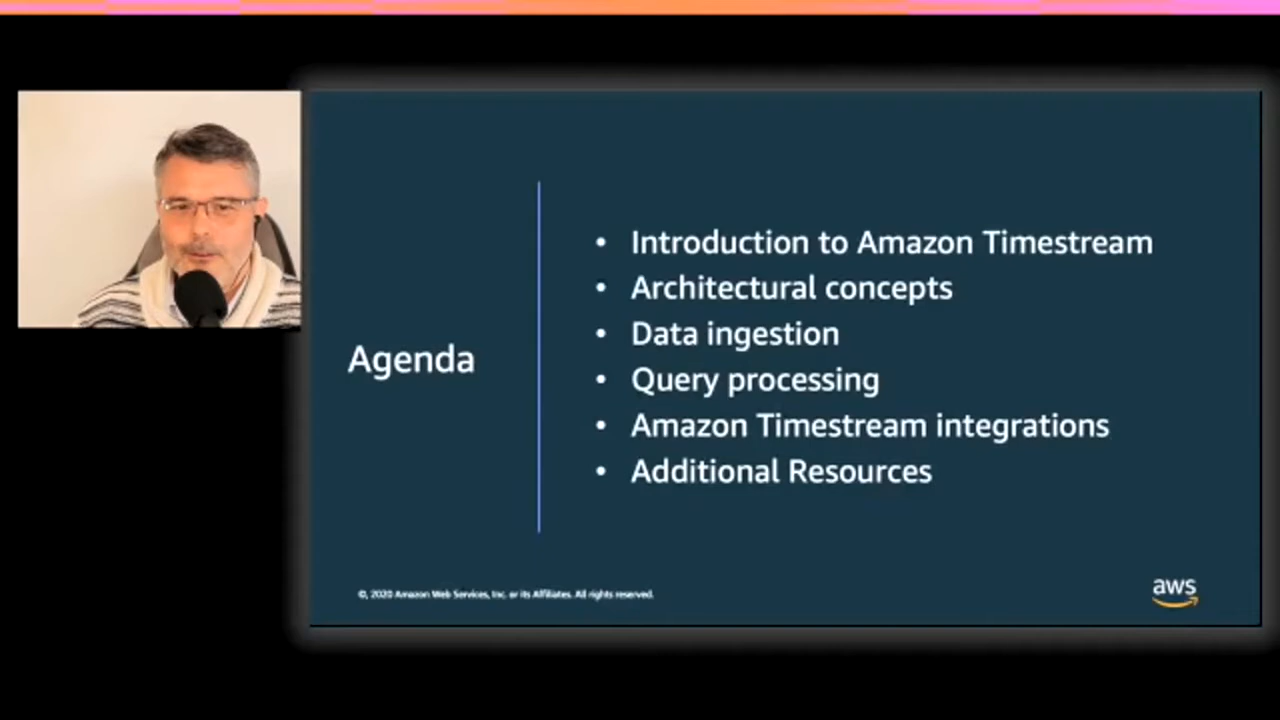 Agenda
• Introduction to Amazon Timestream
• Architectural concepts
• Data ingestion
• Query processing
• Amazon Timestream integrations
• Additional Resources
©, 2020 Amazon Web Services, Inc. or its Affiliates. All rights reserved.
aws